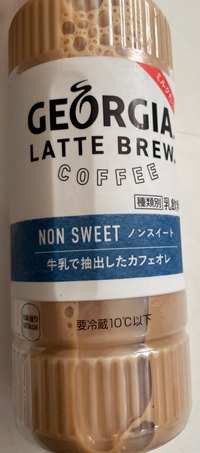 GEORGIA
LATTE BREW
COFFEE
種類別 乳飲料
NON SWEET ノンスイート
牛乳で抽出したカフェオレ
要冷蔵10℃以下